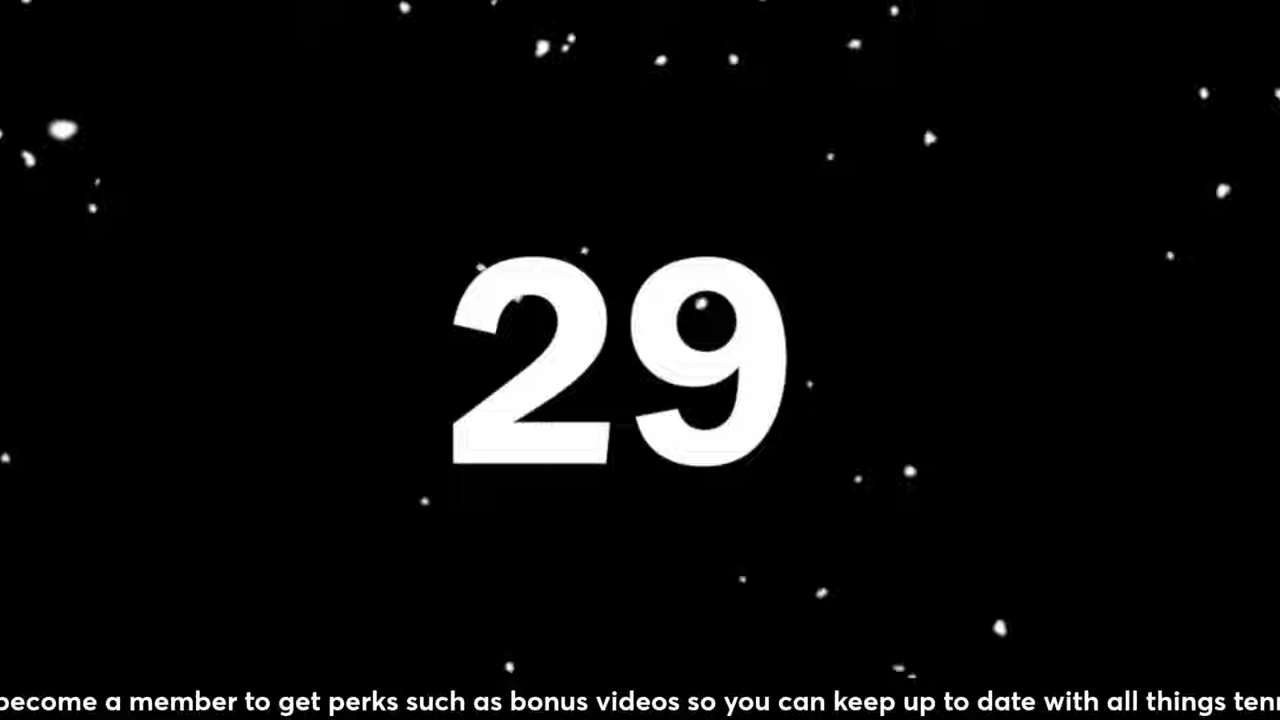 29
become a member to get perks such as bonus videos so you can keep up to date with all things